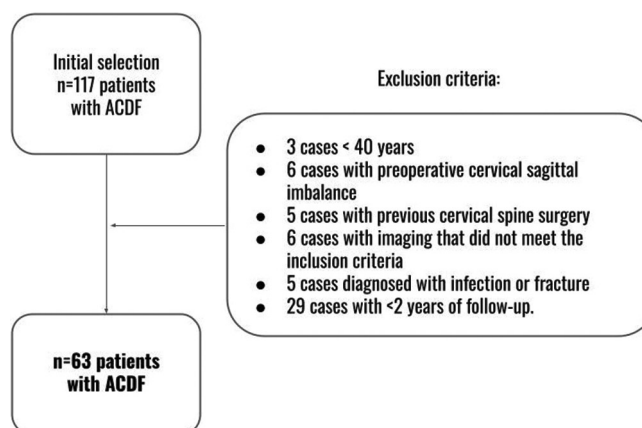 Initial selection
n=117 patients
with ACDF
Exclusion criteria:
● 3 cases < 40 years
● 6 cases with preoperative cervical sagittal
imbalance
● 5 cases with previous cervical spine surgery
● 6 cases with imaging that did not meet the
inclusion criteria
● 5 cases diagnosed with infection or fracture
● 29 cases with <2 years of follow-up.
n=63 patients
with ACDF